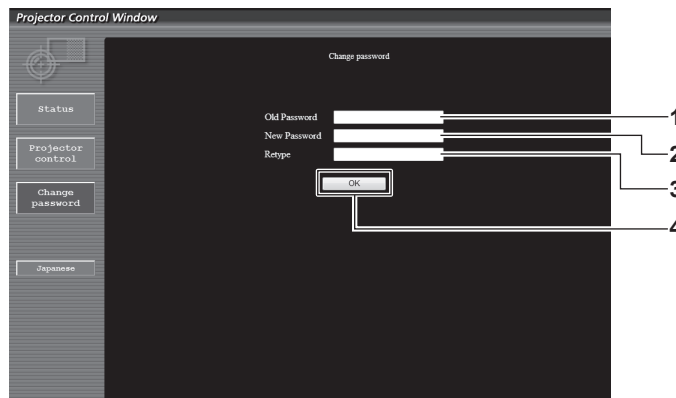 Projector Control Window
Change password
Status
Old Password
1
New Password
2
Projector
control
Retype
3
OK
Change
password
4
Japanese